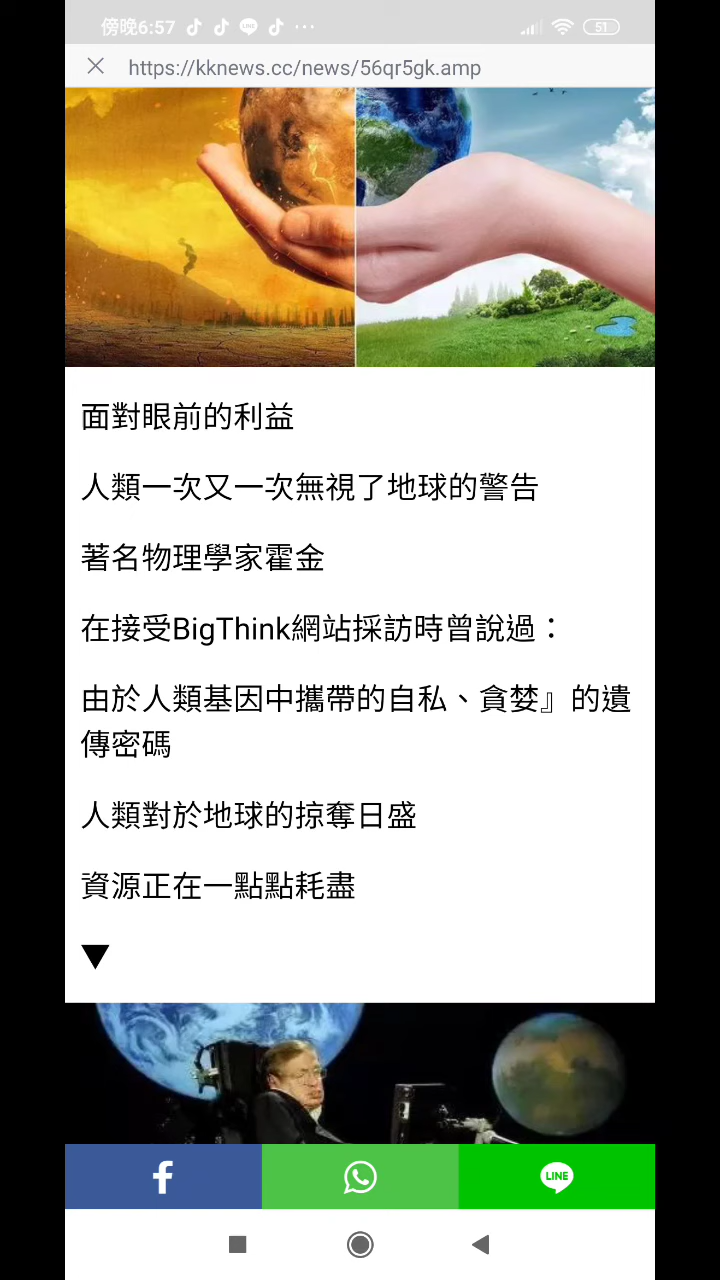 傍晚6:57
51
https://kknews.cc/news/56qr5gk.amp
面對眼前的利益
人類一次又一次無視了地球的警告
著名物理學家霍金
在接受BigThink網站採訪時曾說過：
由於人類基因中攜帶的自私、貪婪』的遺
傳密碼
人類對於地球的掠奪日盛
資源正在一點點耗盡
▼
LINE